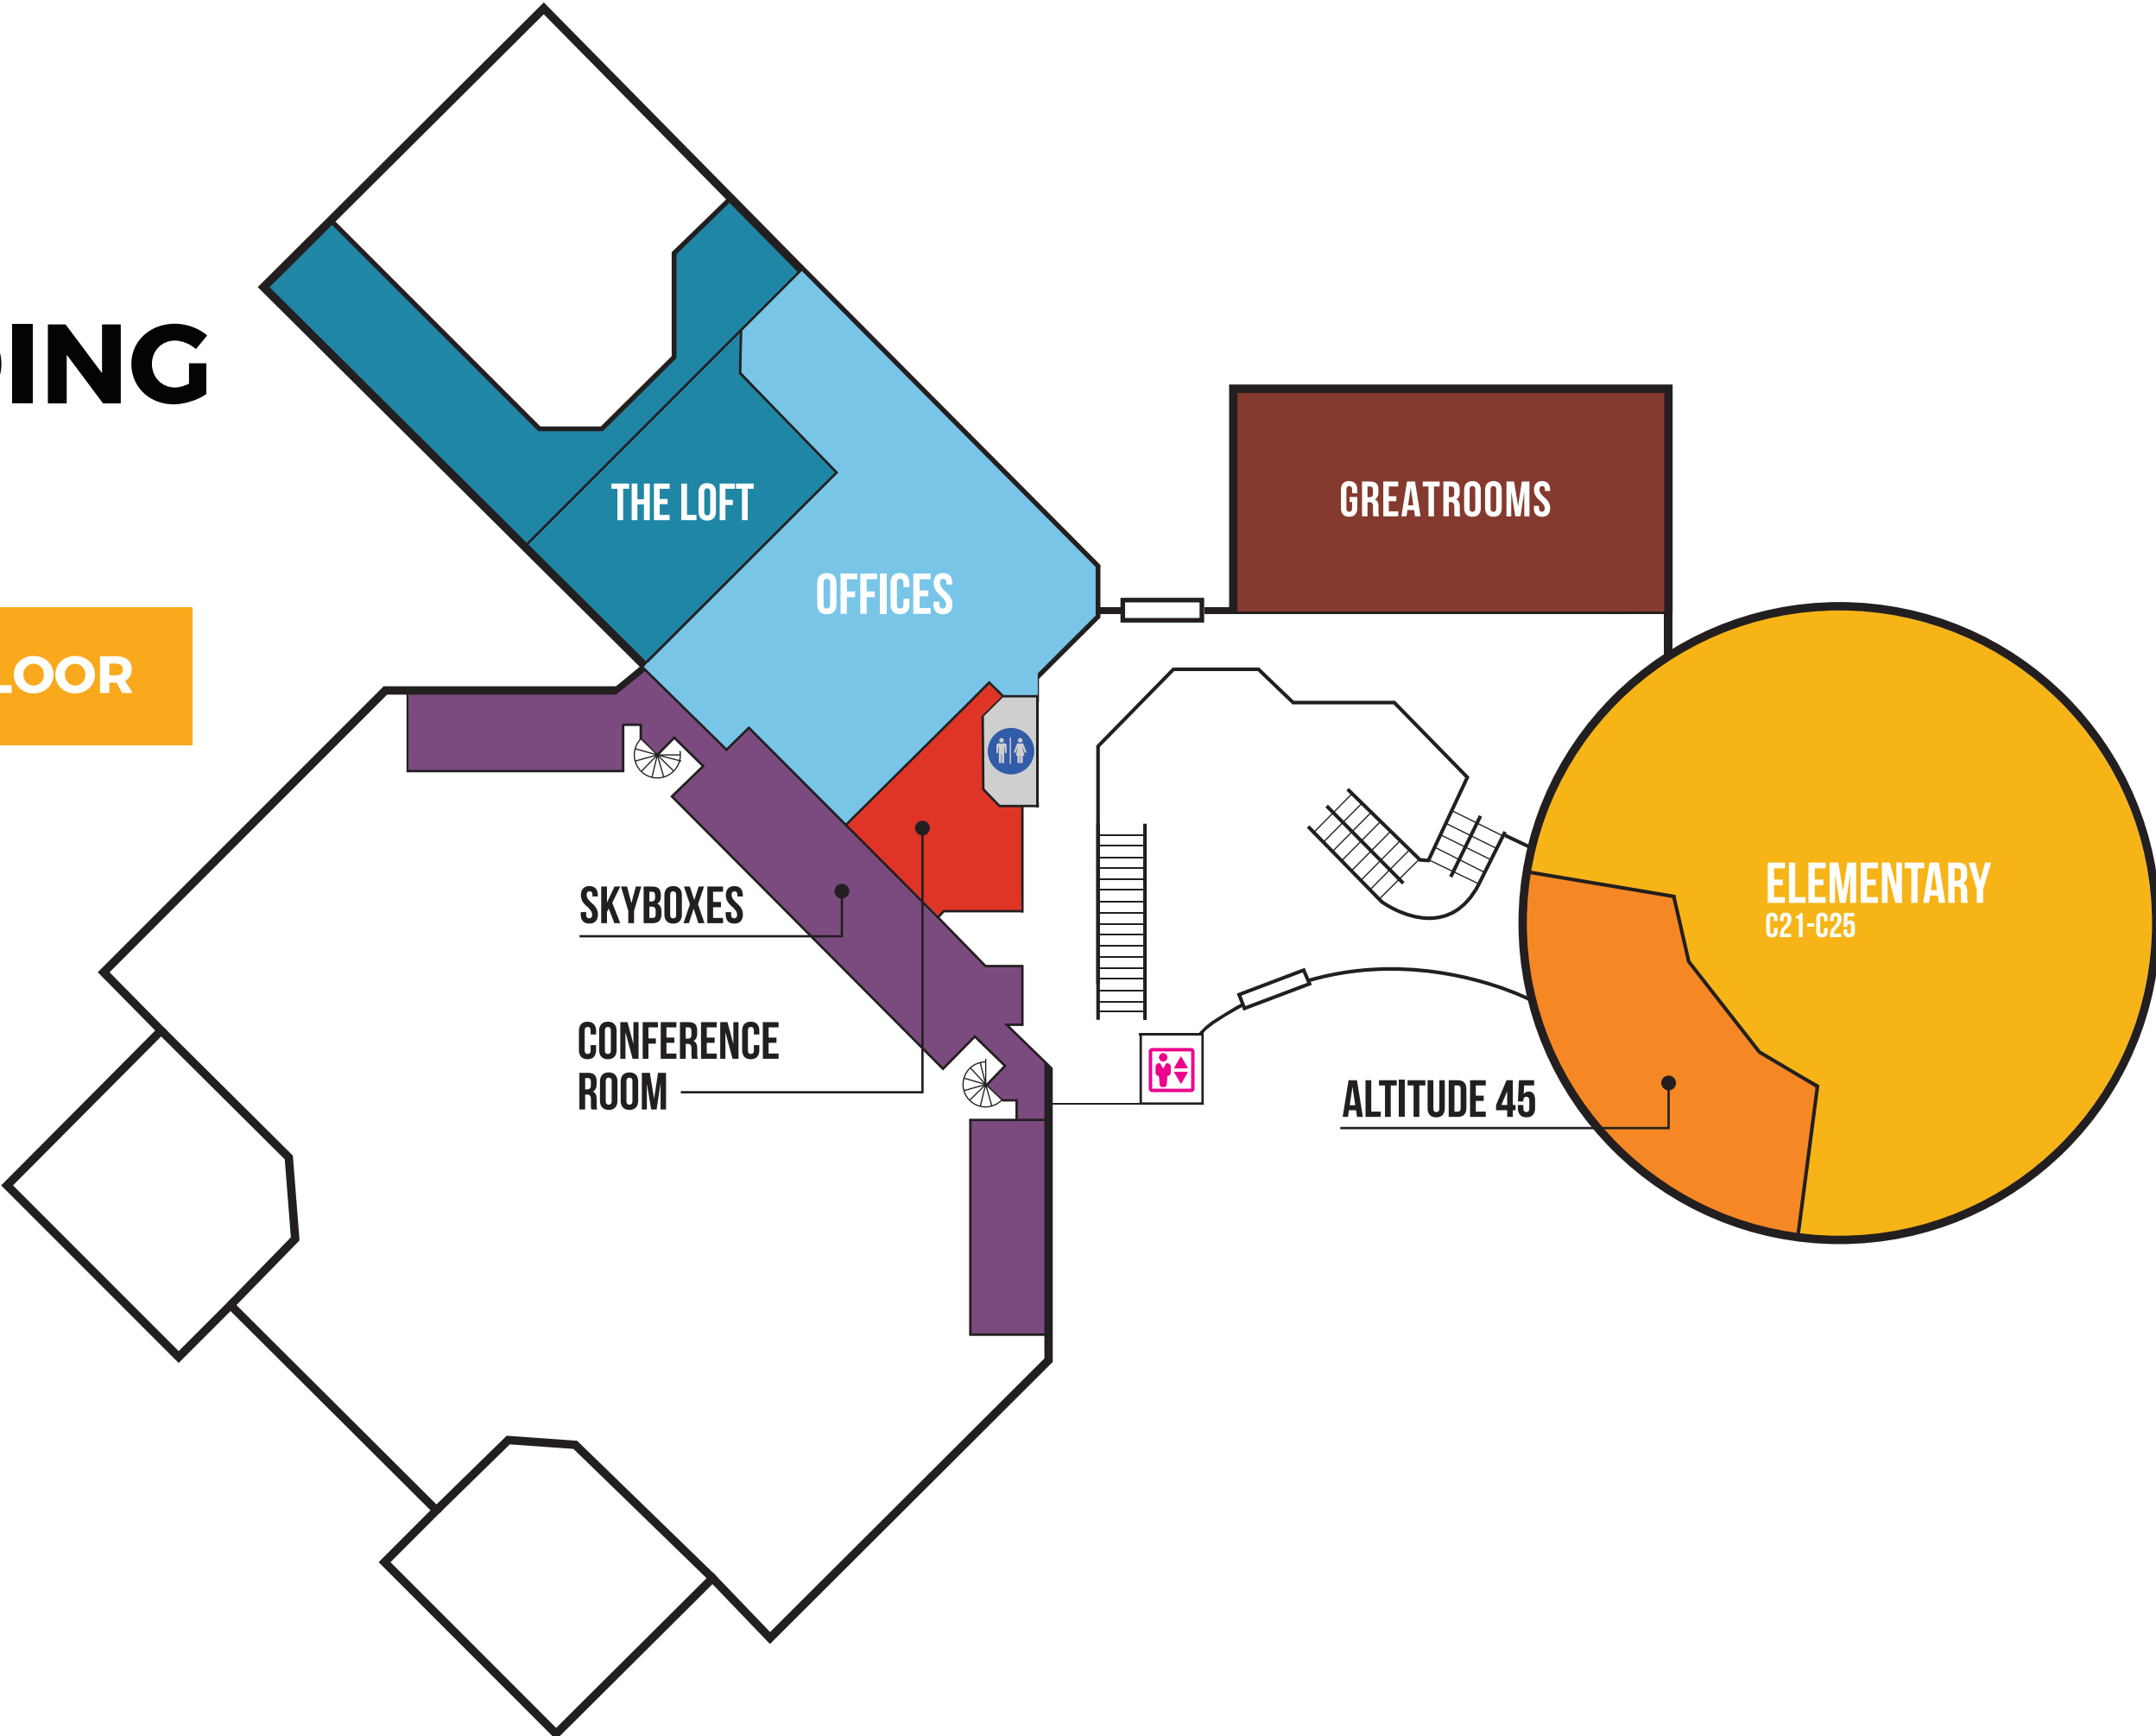 ING
LOOR
THE LOFT
GREATROOMS
OFFICES
SKYBOXES
ELEMENTARY
C21-C25
CONFERENCE
ROOM
ALTITUDE 45